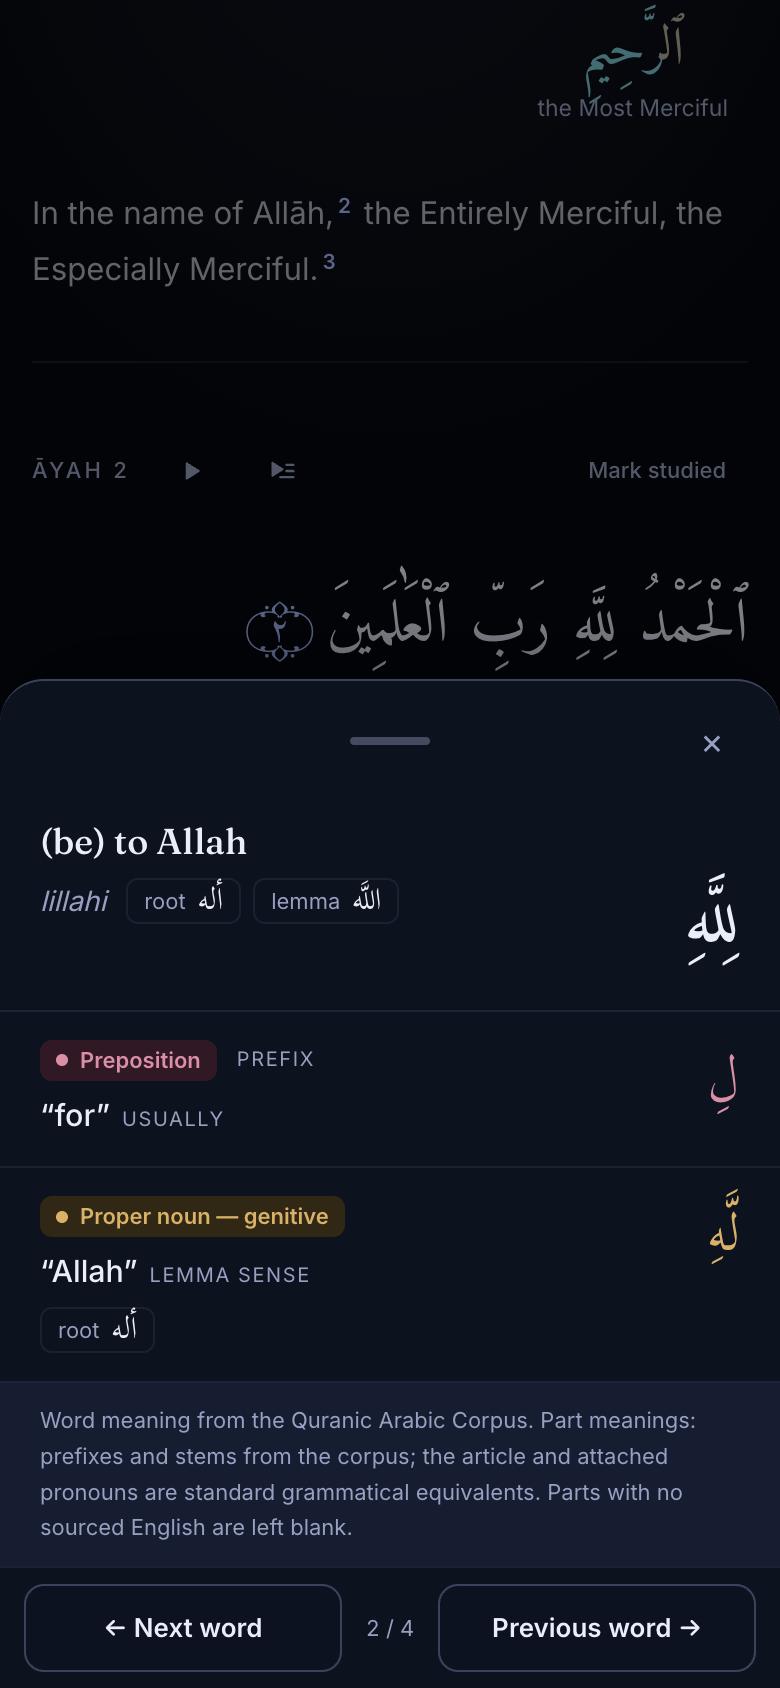 ٱلرَّحِيمِ
the Most Merciful
In the name of Allāh,2 the Entirely Merciful, the
Especially Merciful.3
ĀYAH 2 Mark studied
ٱلْحَمْدُ لِلَّهِ رَبِّ ٱلْعَٰلَمِينَ ٢
(be) to Allah
lillahi root أله lemma اللَّه
لِلَّهِ
Preposition PREFIX
لِ
“for” USUALLY
Proper noun — genitive
لَّهِ
“Allah” LEMMA SENSE
root أله
Word meaning from the Quranic Arabic Corpus. Part meanings:
prefixes and stems from the corpus; the article and attached
pronouns are standard grammatical equivalents. Parts with no
sourced English are left blank.
← Next word 2 / 4 Previous word →